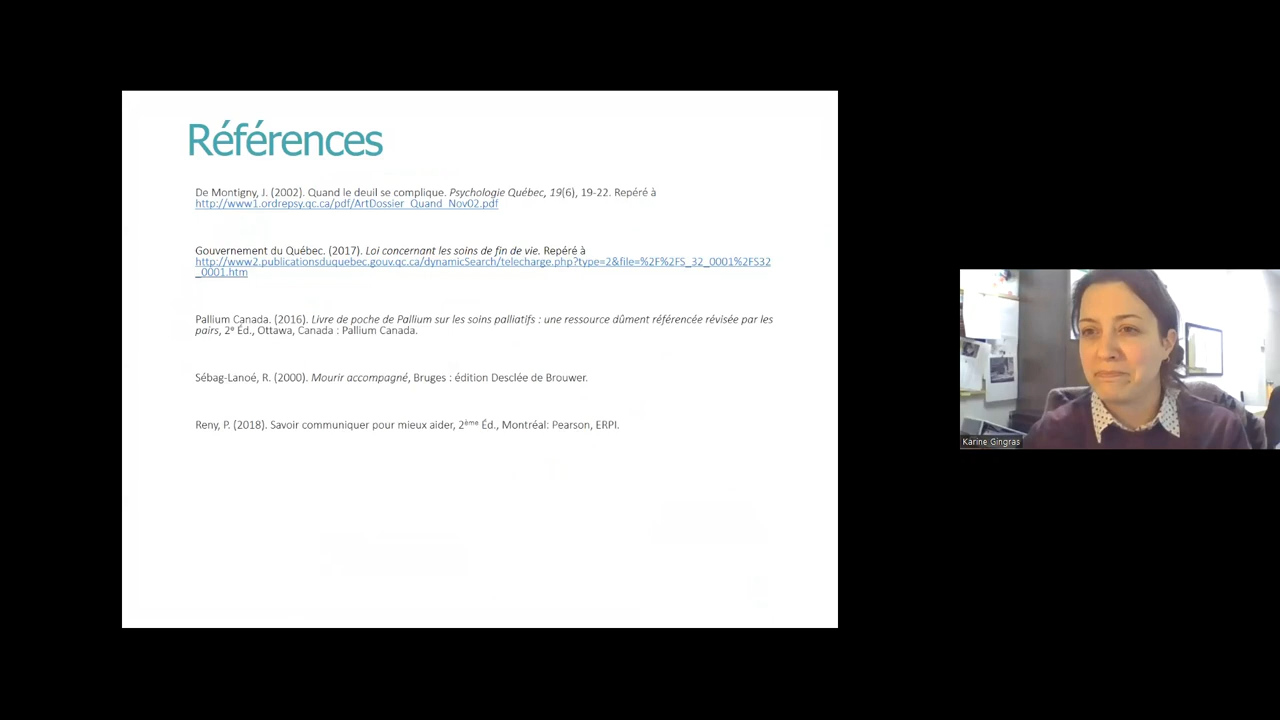 Références
De Montigny, J. (2002). Quand le deuil se complique. Psychologie Québec, 19(6), 19-22. Repéré à
http://www1.ordrepsy.qc.ca/pdf/ArtDossier_Quand_Nov02.pdf
Gouvernement du Québec. (2017). Loi concernant les soins de fin de vie. Repéré à
http://www2.publicationsduquebec.gouv.qc.ca/dynamicSearch/telecharge.php?type=2&file=%2F%2FS_32_0001%2FS32
_0001.htm
Pallium Canada. (2016). Livre de poche de Pallium sur les soins palliatifs : une ressource dûment référencée révisée par les
pairs, 2e Éd., Ottawa, Canada : Pallium Canada.
Sébag-Lanoé, R. (2000). Mourir accompagné, Bruges : édition Desclée de Brouwer.
Reny, P. (2018). Savoir communiquer pour mieux aider, 2ème Éd., Montréal: Pearson, ERPI.
Karine Gingras